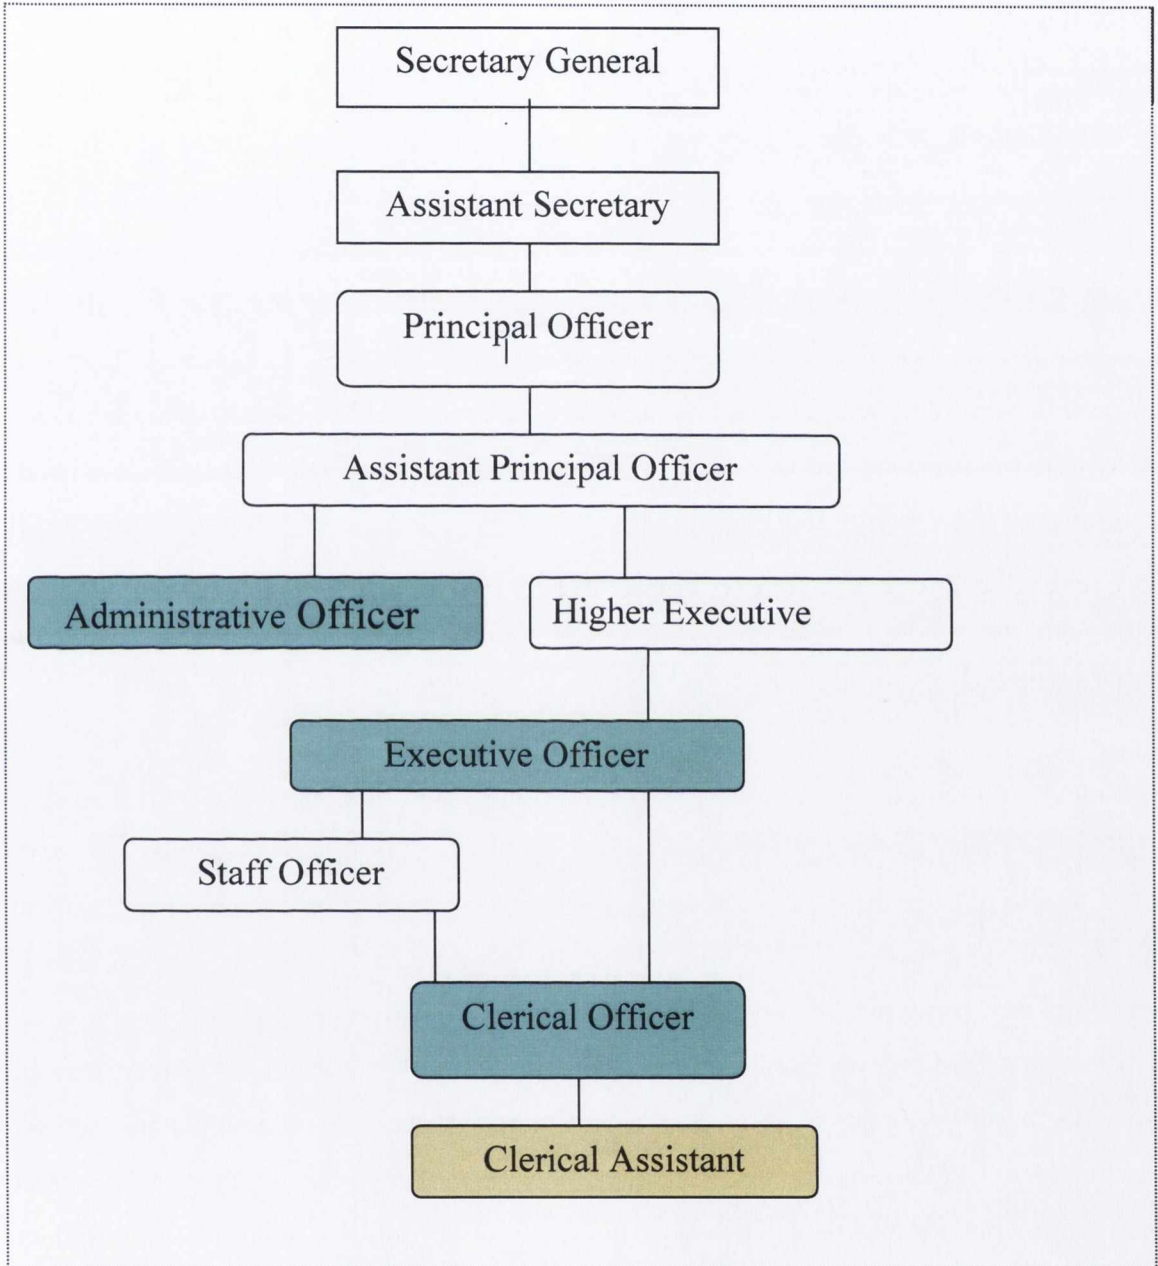 Secretary General
Assistant Secretary
Principal Officer
Assistant Principal Officer
Administrative Officer
Higher Executive
Executive Officer
Staff Officer
Clerical Officer
Clerical Assistant